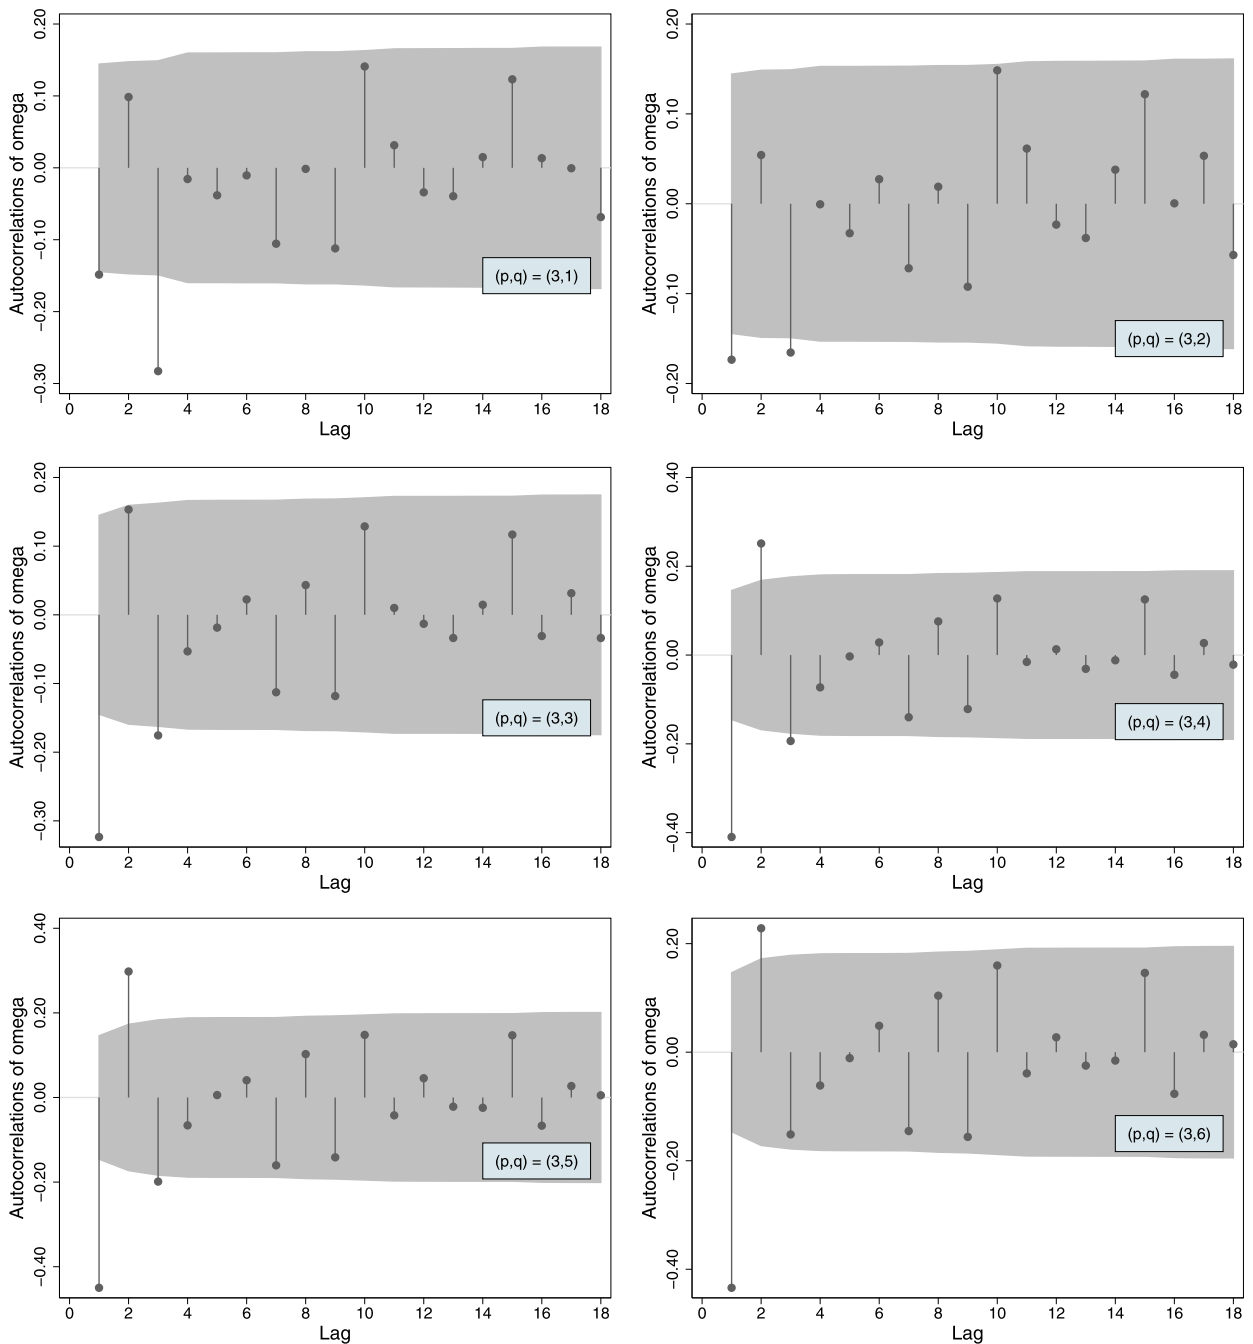 Autocorrelations of omega
0.20
0.10
0.00
−0.10
−0.20
−0.30
(p,q) = (3,1)
0 2 4 6 8 10 12 14 16 18
Lag
Autocorrelations of omega
0.20
0.10
0.00
−0.10
−0.20
(p,q) = (3,2)
0 2 4 6 8 10 12 14 16 18
Lag
Autocorrelations of omega
0.20
0.10
0.00
−0.10
−0.20
−0.30
(p,q) = (3,3)
0 2 4 6 8 10 12 14 16 18
Lag
Autocorrelations of omega
0.40
0.20
0.00
−0.20
−0.40
(p,q) = (3,4)
0 2 4 6 8 10 12 14 16 18
Lag
Autocorrelations of omega
0.40
0.20
0.00
−0.20
−0.40
(p,q) = (3,5)
0 2 4 6 8 10 12 14 16 18
Lag
Autocorrelations of omega
0.20
0.00
−0.20
−0.40
(p,q) = (3,6)
0 2 4 6 8 10 12 14 16 18
Lag